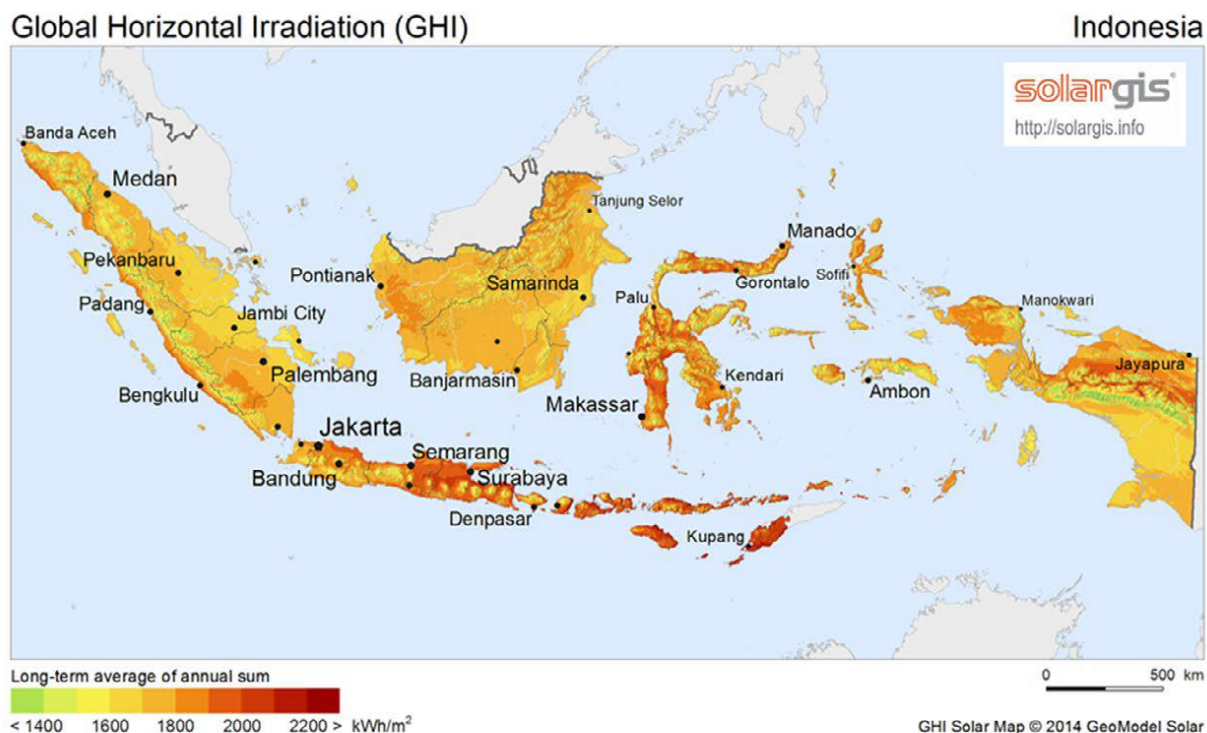 Global Horizontal Irradiation (GHI)
Indonesia
solargis
http://solargis.info
Banda Aceh
Medan
Tanjung Selor
Manado
Pekanbaru
Pontianak
Samarinda
Gorontalo
Sofifi
Padang
Jambi City
Palu
Manokwari
Palembang
Bengkulu
Banjarmasin
Kendari
Jayapura
Ambon
Makassar
Jakarta
Semarang
Bandung
Surabaya
Denpasar
Kupang
Long-term average of annual sum
< 1400 1600 1800 2000 2200 > kWh/m²
0 500 km
GHI Solar Map © 2014 GeoModel Solar